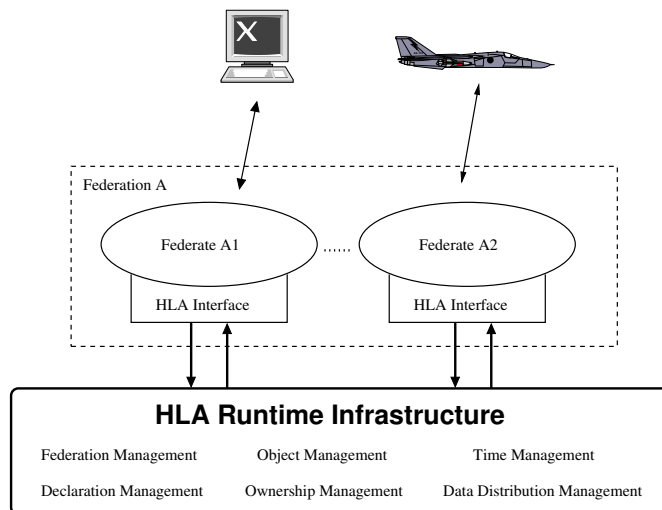 X
Federation A
Federate A1
......
Federate A2
HLA Interface
HLA Interface
HLA Runtime Infrastructure
Federation Management
Object Management
Time Management
Declaration Management
Ownership Management
Data Distribution Management